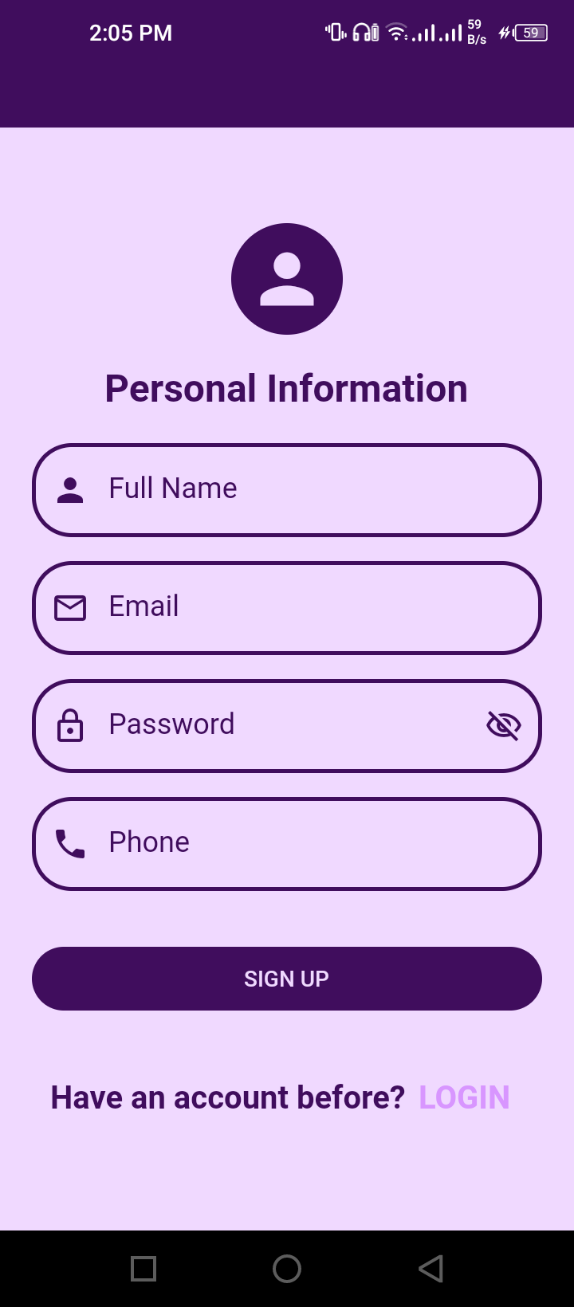 2:05 PM 59 B/s 59
Personal Information
Full Name
Email
Password
Phone
SIGN UP
Have an account before? LOGIN